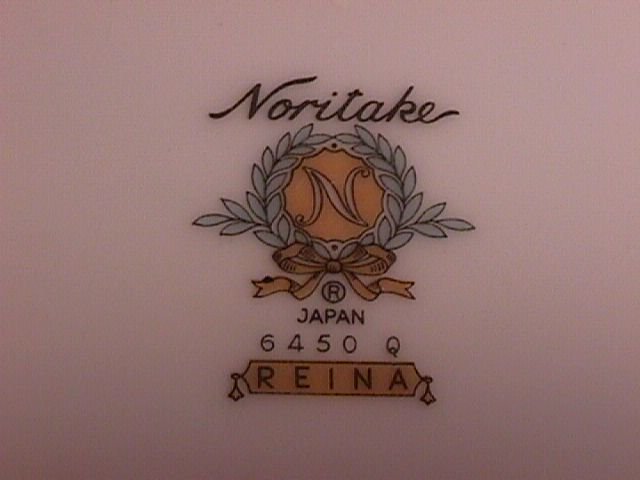 Noritake
N
®
JAPAN
6450 Q
REINA